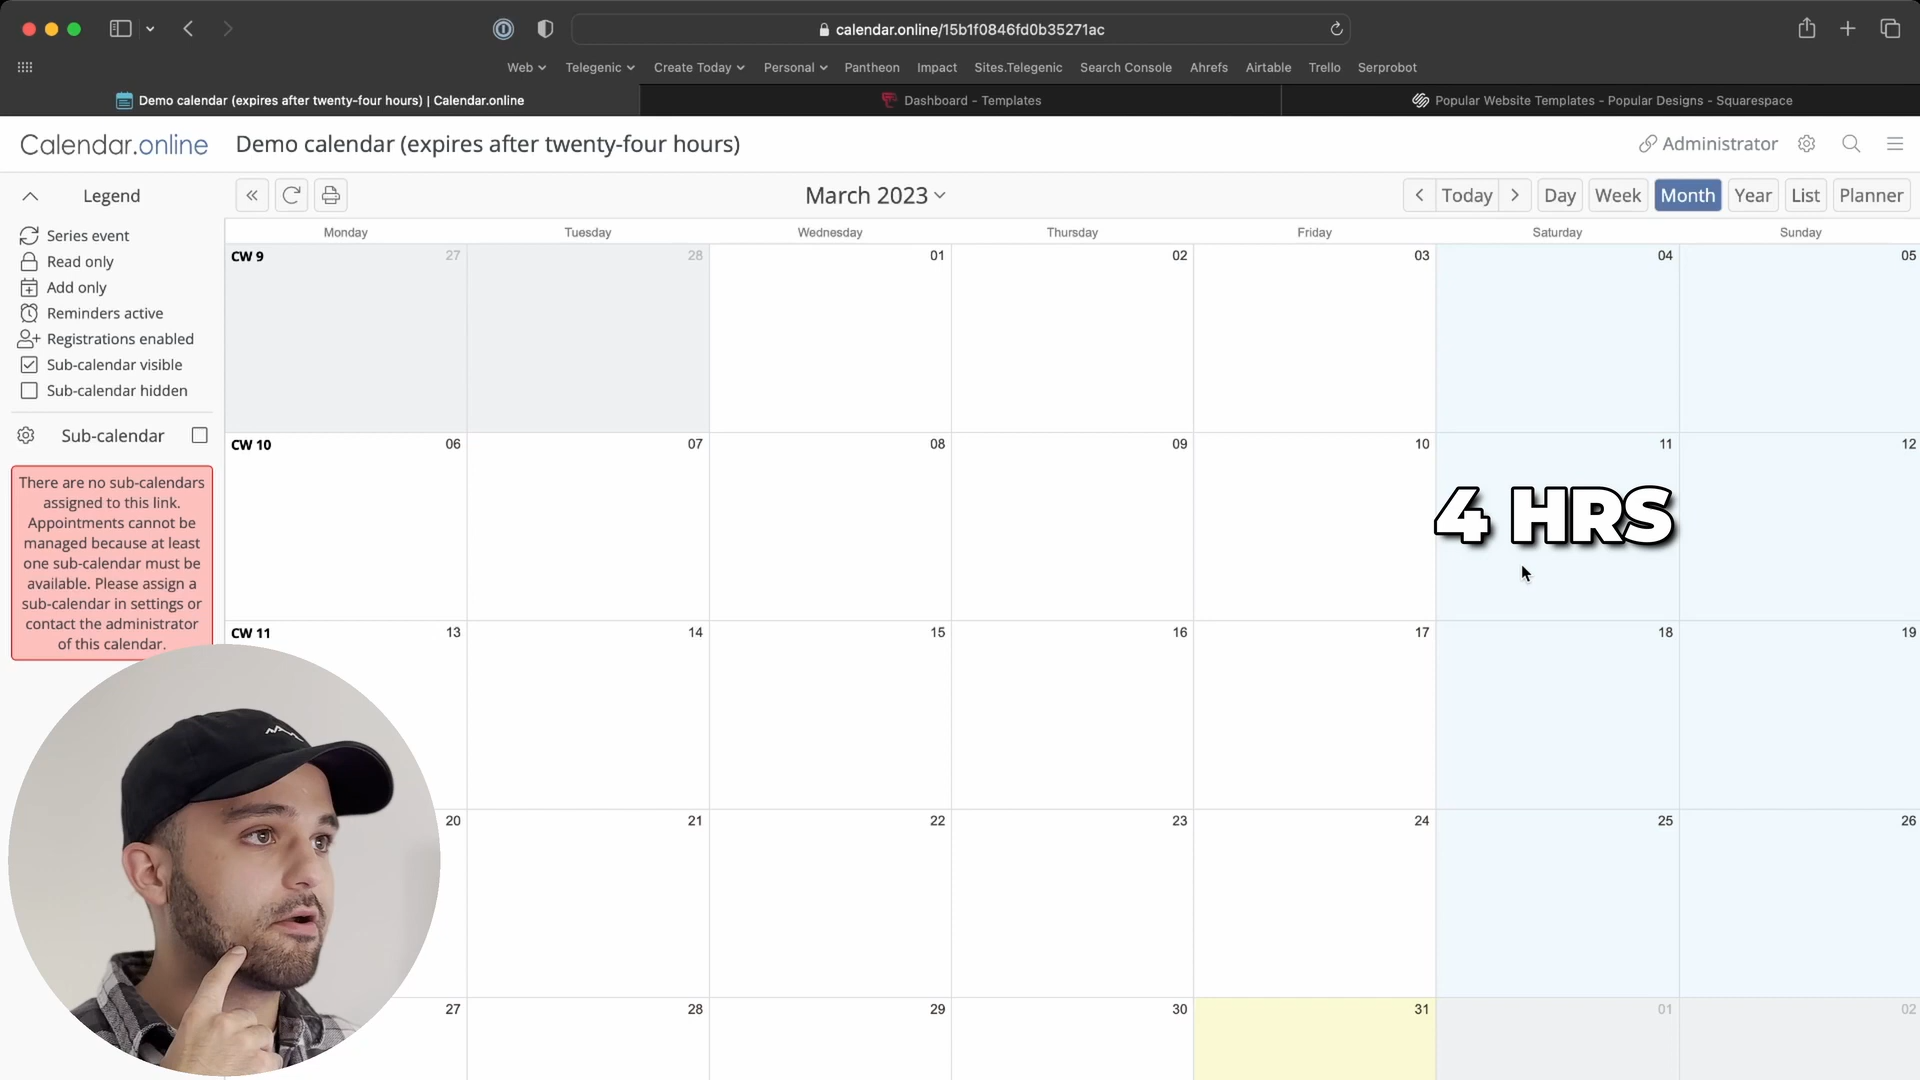 calendar.online/15b1f0846fd0b35271ac
Web Telegenic Create Today Personal Pantheon Impact Sites.Telegenic Search Console Ahrefs Airtable Trello Serprobot
Demo calendar (expires after twenty-four hours) | Calendar.online
Dashboard - Templates
Popular Website Templates - Popular Designs - Squarespace
Calendar.online
Demo calendar (expires after twenty-four hours)
Administrator
Legend
March 2023
Today Day Week Month Year List Planner
Series event
Read only
Add only
Reminders active
Registrations enabled
Sub-calendar visible
Sub-calendar hidden
Sub-calendar
There are no sub-calendars
assigned to this link.
Appointments cannot be
managed because at least
one sub-calendar must be
available. Please assign a
sub-calendar in settings or
contact the administrator
of this calendar.
Monday Tuesday Wednesday Thursday Friday Saturday Sunday
CW 9 27 28 01 02 03 04 05
CW 10 06 07 08 09 10 11 12
4 HRS
CW 11 13 14 15 16 17 18 19
20 21 22 23 24 25 26
27 28 29 30 31 01 02